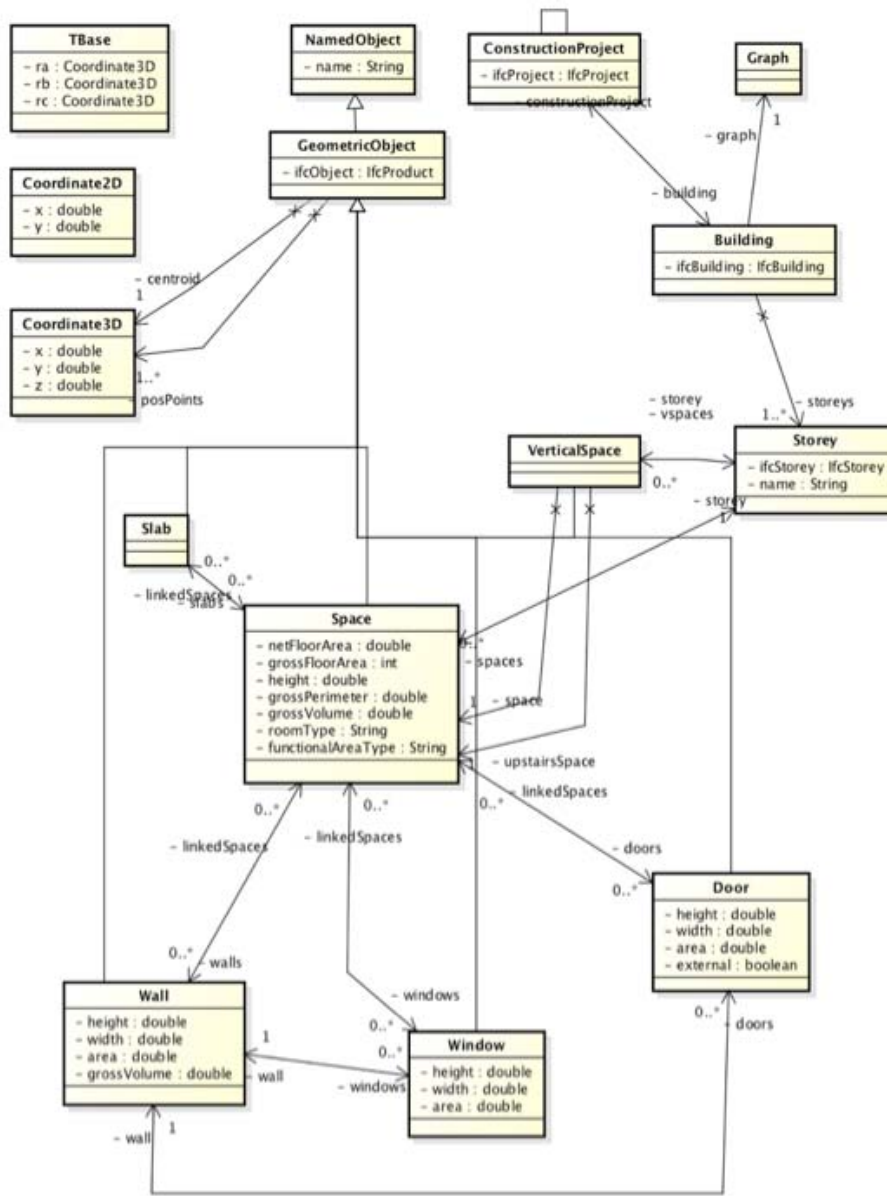 TBase
- ra : Coordinate3D
- rb : Coordinate3D
- rc : Coordinate3D
NamedObject
- name : String
ConstructionProject
- ifcProject : IfcProject
- constructionProject
Graph
1
- graph
GeometricObject
- ifcObject : IfcProduct
Coordinate2D
- x : double
- y : double
- building
Building
- ifcBuilding : IfcBuilding
- centroid
1
Coordinate3D
- x : double
- y : double
- z : double
1..*
- posPoints
- storeys
1..*
- storey
- vspaces
VerticalSpace
0..*
Storey
- ifcStorey : IfcStorey
- name : String
- storey
1
Slab
0..*
0..*
- linkedSpaces
- slabs
Space
- netFloorArea : double
- grossFloorArea : int
- height : double
- grossPerimeter : double
- grossVolume : double
- roomType : String
- functionalAreaType : String
0..*
- spaces
1
- space
- upstairsSpace
- linkedSpaces
0..*
0..*
0..*
- linkedSpaces
- linkedSpaces
- doors
0..*
Door
- height : double
- width : double
- area : double
- external : boolean
0..*
- doors
0..*
- walls
Wall
- height : double
- width : double
- area : double
- grossVolume : double
1
- wall
- windows
0..*
0..*
- windows
Window
- height : double
- width : double
- area : double
- wall
1